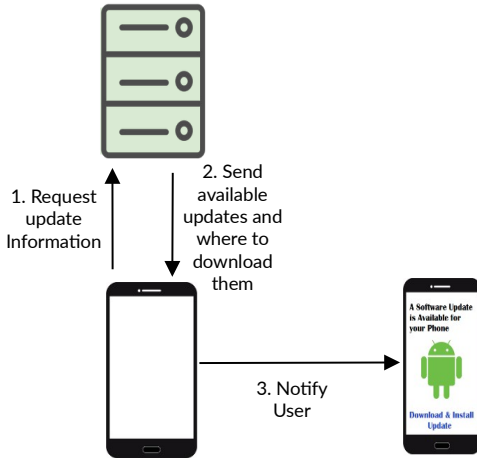 1. Request
update
Information
2. Send
available
updates and
where to
download
them
3. Notify
User
A Software Update
is Available for
your Phone
Download & Install
Update